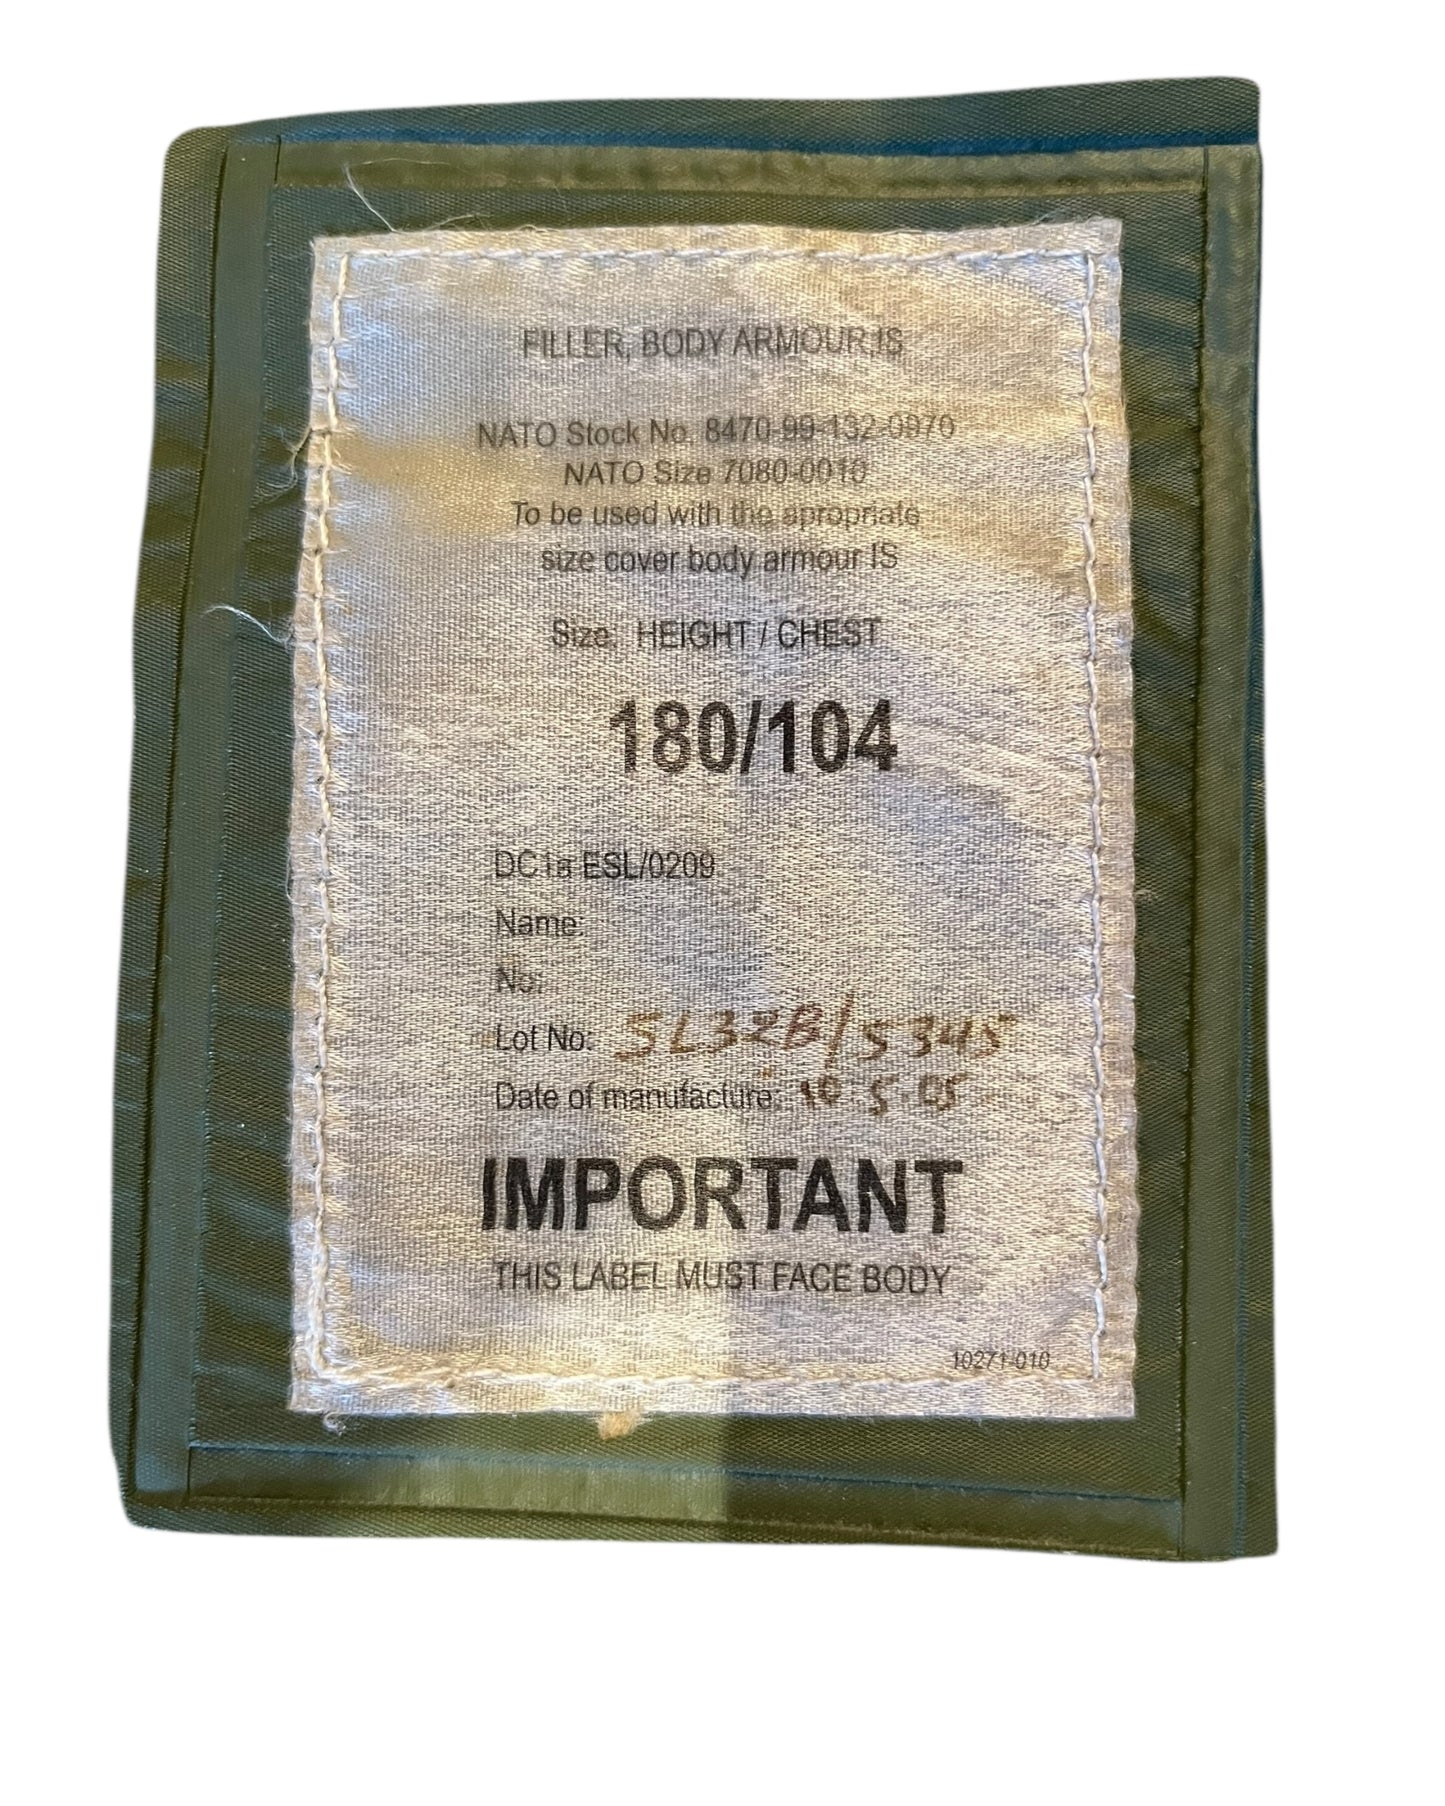 FILLER, BODY ARMOUR,IS
NATO Stock No. 8470-99-132-0970
NATO Size 7080-0010
To be used with the apropriate
size cover body armour IS
Size: HEIGHT / CHEST
180/104
DC1a ESL/0209
Name:
No:
Lot No: SL32B/5345
Date of manufacture: 10.5.05
IMPORTANT
THIS LABEL MUST FACE BODY
10271-010